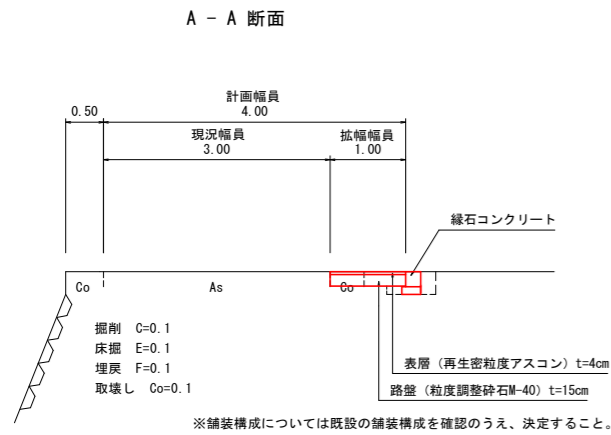 A - A 断面
計画幅員
0.50
4.00
現況幅員
拡幅幅員
3.00
1.00
縁石コンクリート
Co
As
Co
掘削 C=0.1
床掘 E=0.1
埋戻 F=0.1
取壊し Co=0.1
表層（再生密粒度アスコン）t=4cm
路盤（粒度調整砕石M-40）t=15cm
※舗装構成については既設の舗装構成を確認のうえ、決定すること。